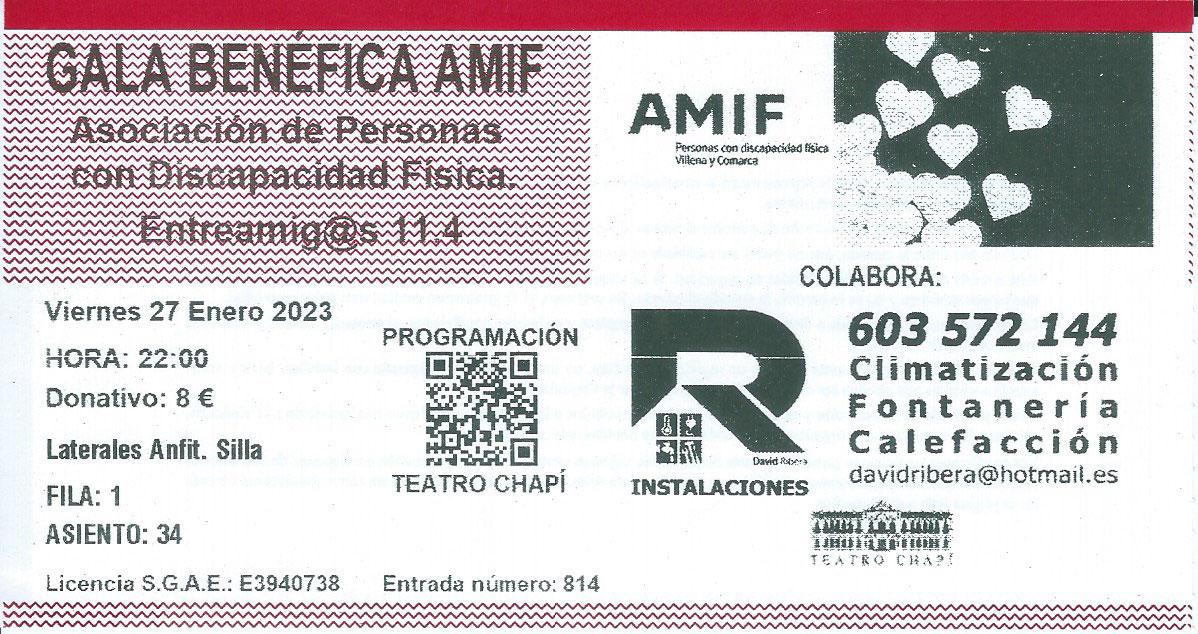 GALA BENÉFICA AMIF
Asociación de Personas
con Discapacidad Física.
Entreamig@s 11.4
Viernes 27 Enero 2023
HORA: 22:00
Donativo: 8 €
Laterales Anfit. Silla
FILA: 1
ASIENTO: 34
Licencia S.G.A.E.: E3940738
Entrada número: 814
PROGRAMACIÓN
TEATRO CHAPÍ
AMIF
Personas con discapacidad física
Villena y Comarca
COLABORA:
R
David Ribera
INSTALACIONES
603 572 144
Climatización
Fontanería
Calefacción
davidribera@hotmail.es
TEATRO CHAPÍ